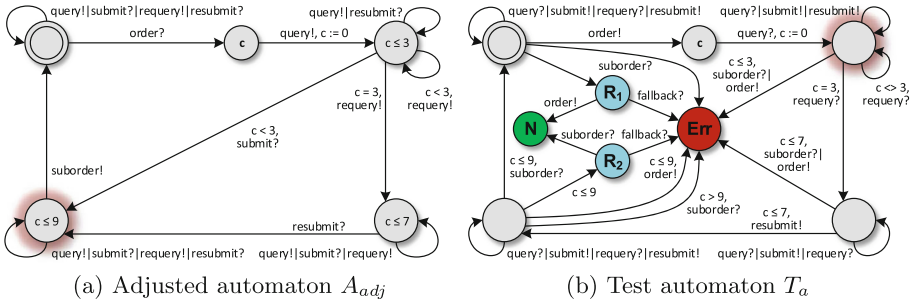 query!|submit?|requery!|resubmit?
order?
c
query!, c := 0
query!|resubmit?
c ≤ 3
c = 3,
requery!
c < 3,
requery!
c < 3,
submit?
suborder!
c ≤ 9
resubmit?
c ≤ 7
query!|submit?|requery!|resubmit?
query!|submit?|requery!
(a) Adjusted automaton A_adj
query?|submit!|requery?|resubmit!
order!
c
query?, c := 0
query?|submit!|resubmit!
suborder?
c ≤ 3,
suborder?|
order!
c = 3,
requery?
c <> 3,
requery?
R1
fallback?
order!
N
Err
suborder?
fallback?
R2
c ≤ 9,
suborder?
c ≤ 9
c ≤ 9,
order!
c > 9,
suborder?
c ≤ 7,
suborder?|
order!
c ≤ 7,
resubmit!
query?|submit!|requery?|resubmit!
query?|submit!|requery?
(b) Test automaton T_a